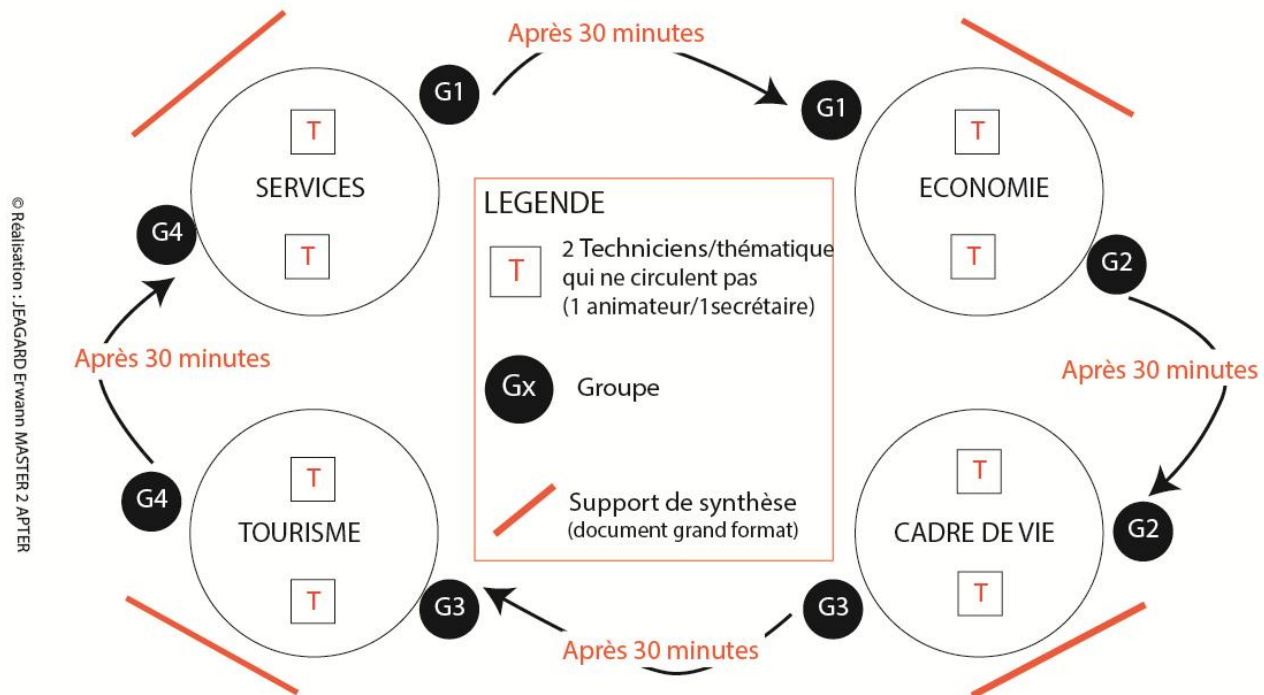 Après 30 minutes
G1
G1
T
T
SERVICES
ECONOMIE
T
T
G4
G2
LEGENDE
T
2 Techniciens/thématique
qui ne circulent pas
(1 animateur/1secrétaire)
Gx
Groupe
Support de synthèse
(document grand format)
Après 30 minutes
Après 30 minutes
G4
G2
T
T
TOURISME
CADRE DE VIE
T
T
G3
G3
Après 30 minutes
© Réalisation : JEAGARD Erwann MASTER 2 APTER